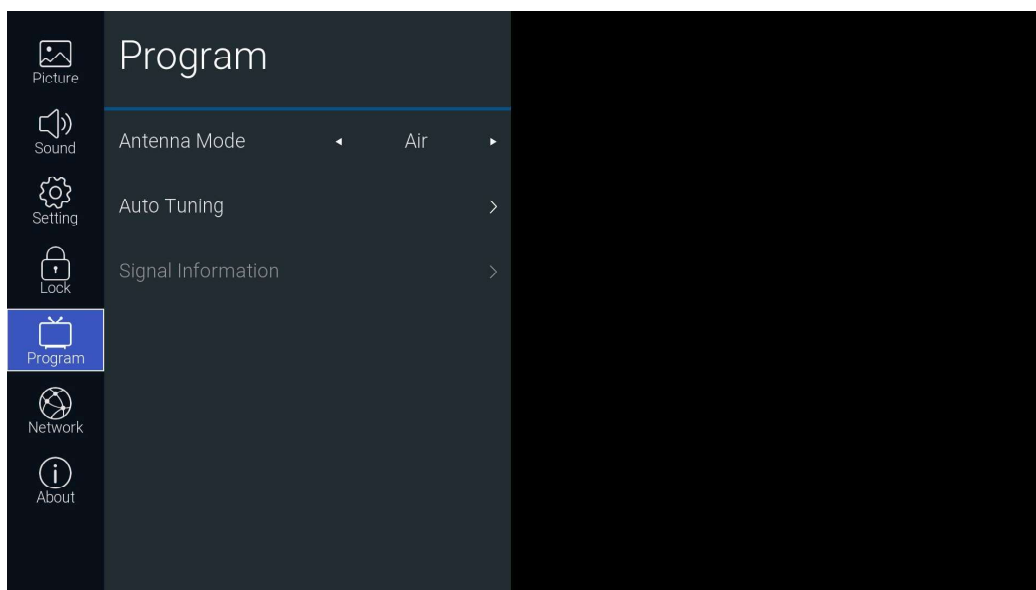 Picture
Sound
Setting
Lock
Program
Network
About
Program
Antenna Mode Air
Auto Tuning
Signal Information